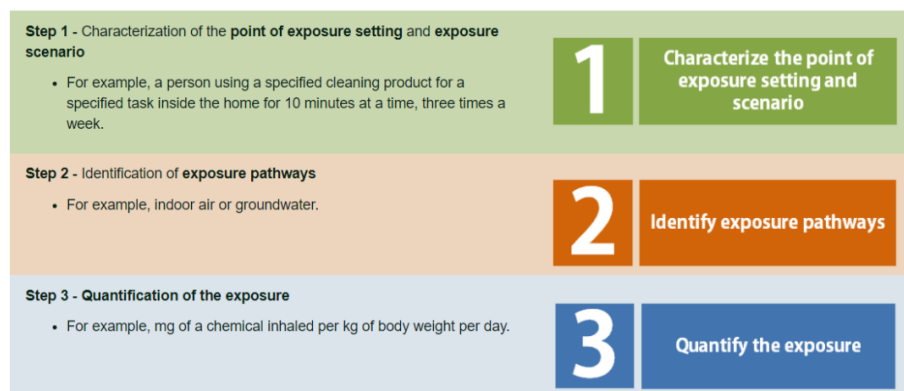 Step 1 - Characterization of the point of exposure setting and exposure
scenario
• For example, a person using a specified cleaning product for a
specified task inside the home for 10 minutes at a time, three times a
week.
1
Characterize the point of
exposure setting and
scenario
Step 2 - Identification of exposure pathways
• For example, indoor air or groundwater.
2
Identify exposure pathways
Step 3 - Quantification of the exposure
• For example, mg of a chemical inhaled per kg of body weight per day.
3
Quantify the exposure